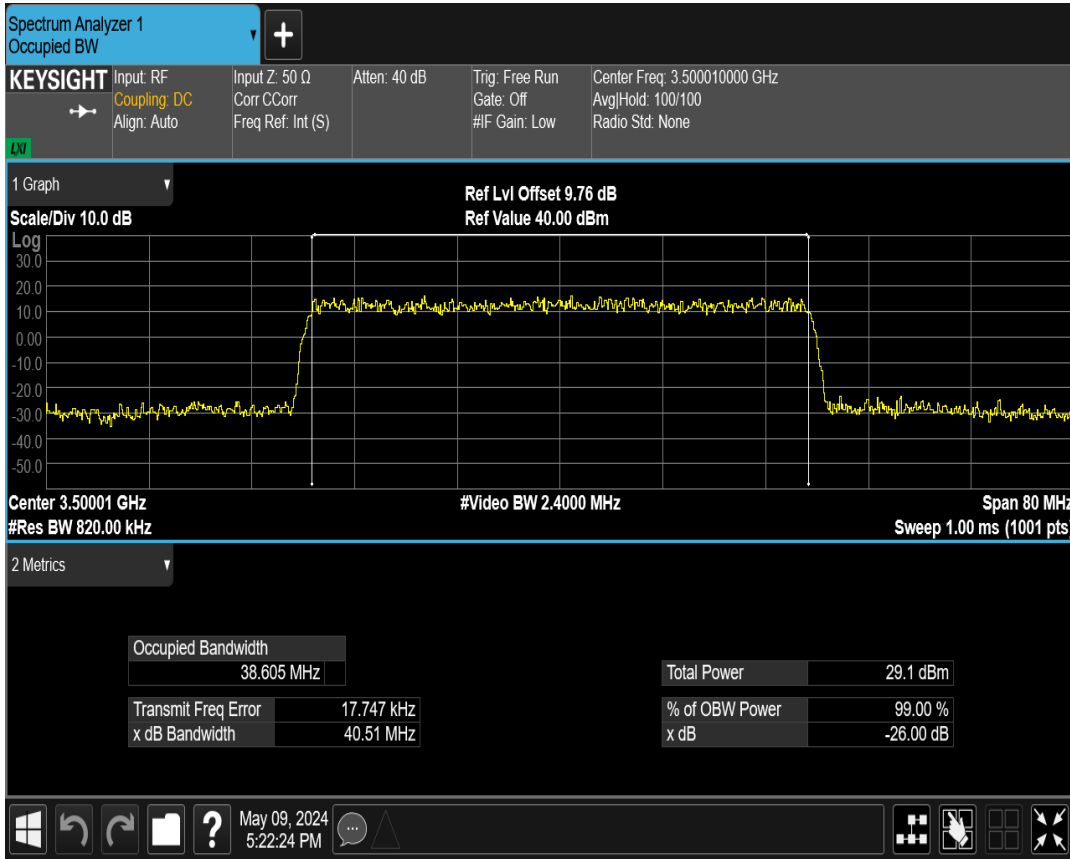 Spectrum Analyzer 1
Occupied BW
+
KEYSIGHT
LXI
Input: RF
Coupling: DC
Align: Auto
Input Z: 50 Ω
Corr CCorr
Freq Ref: Int (S)
Atten: 40 dB
Trig: Free Run
Gate: Off
#IF Gain: Low
Center Freq: 3.500010000 GHz
Avg|Hold: 100/100
Radio Std: None
1 Graph
Scale/Div 10.0 dB
Ref Lvl Offset 9.76 dB
Ref Value 40.00 dBm
Log
30.0
20.0
10.0
0.00
-10.0
-20.0
-30.0
-40.0
-50.0
Center 3.50001 GHz
#Video BW 2.4000 MHz
Span 80 MHz
#Res BW 820.00 kHz
Sweep 1.00 ms (1001 pts)
2 Metrics
Occupied Bandwidth
38.605 MHz
Transmit Freq Error 17.747 kHz
x dB Bandwidth 40.51 MHz
Total Power 29.1 dBm
% of OBW Power 99.00 %
x dB -26.00 dB
?
May 09, 2024
5:22:24 PM